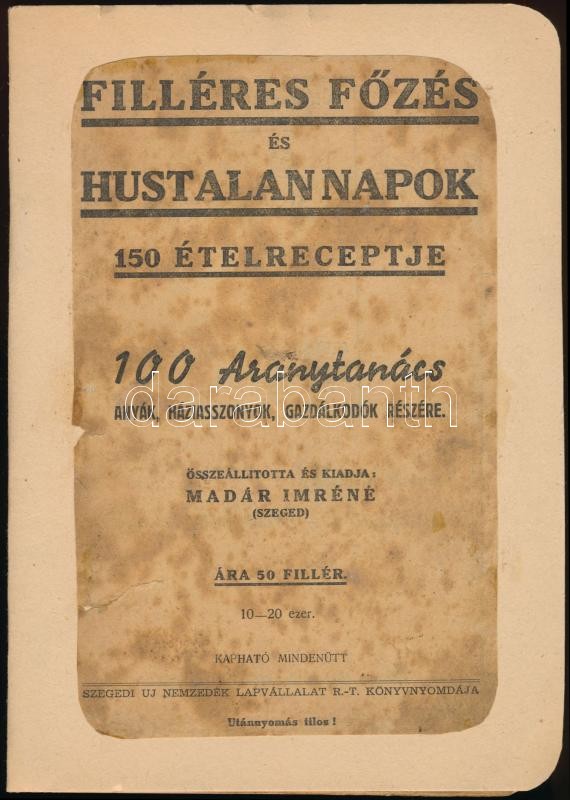 FILLÉRES FŐZÉS
ÉS
HUSTALAN NAPOK
150 ÉTELRECEPTJE
100 Aranytanács
ANYÁK, HÁZIASSZONYOK, GAZDÁLKODÓK RÉSZÉRE.
darabanth
ÖSSZEÁLLITOTTA ÉS KIADJA:
MADÁR IMRÉNÉ
(SZEGED)
ÁRA 50 FILLÉR.
10—20 ezer.
KAPHATÓ MINDENÜTT
SZEGEDI UJ NEMZEDÉK LAPVÁLLALAT R.-T. KÖNYVNYOMDÁJA
Utánnyomás tilos!